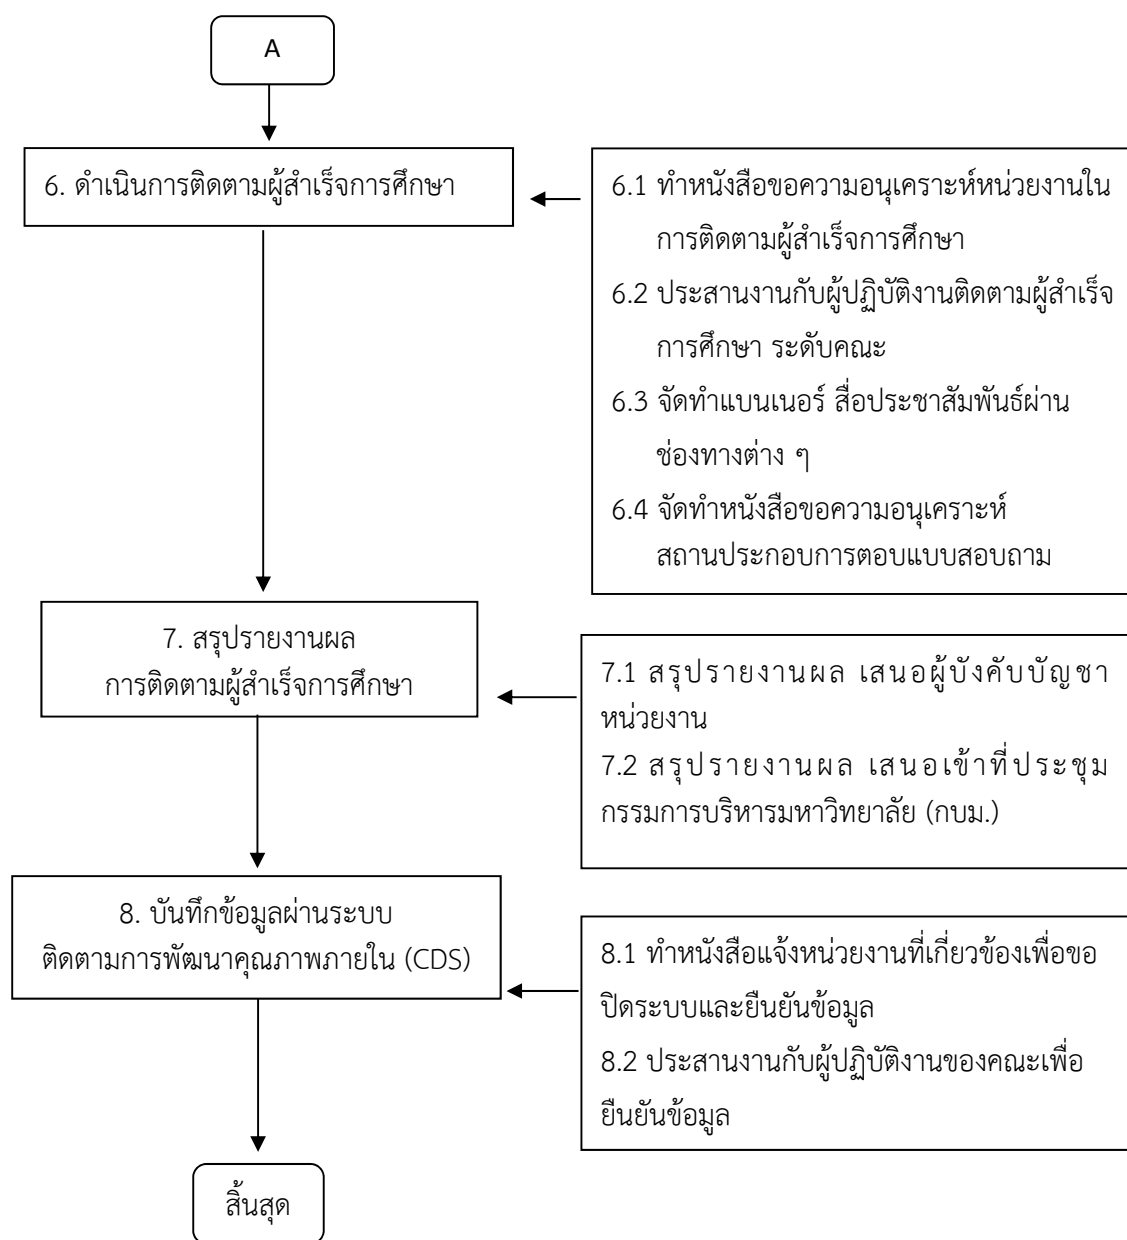 A
6. ดำเนินการติดตามผู้สำเร็จการศึกษา
6.1 ทำหนังสือขอความอนุเคราะห์หน่วยงานใน
การติดตามผู้สำเร็จการศึกษา
6.2 ประสานงานกับผู้ปฏิบัติงานติดตามผู้สำเร็จ
การศึกษา ระดับคณะ
6.3 จัดทำแบนเนอร์ สื่อประชาสัมพันธ์ผ่าน
ช่องทางต่าง ๆ
6.4 จัดทำหนังสือขอความอนุเคราะห์
สถานประกอบการตอบแบบสอบถาม
7. สรุปรายงานผล
การติดตามผู้สำเร็จการศึกษา
7.1 สรุปรายงานผล เสนอผู้บังคับบัญชา
หน่วยงาน
7.2 สรุปรายงานผล เสนอเข้าที่ประชุม
กรรมการบริหารมหาวิทยาลัย (กบม.)
8. บันทึกข้อมูลผ่านระบบ
ติดตามการพัฒนาคุณภาพภายใน (CDS)
8.1 ทำหนังสือแจ้งหน่วยงานที่เกี่ยวข้องเพื่อขอ
ปิดระบบและยืนยันข้อมูล
8.2 ประสานงานกับผู้ปฏิบัติงานของคณะเพื่อ
ยืนยันข้อมูล
สิ้นสุด